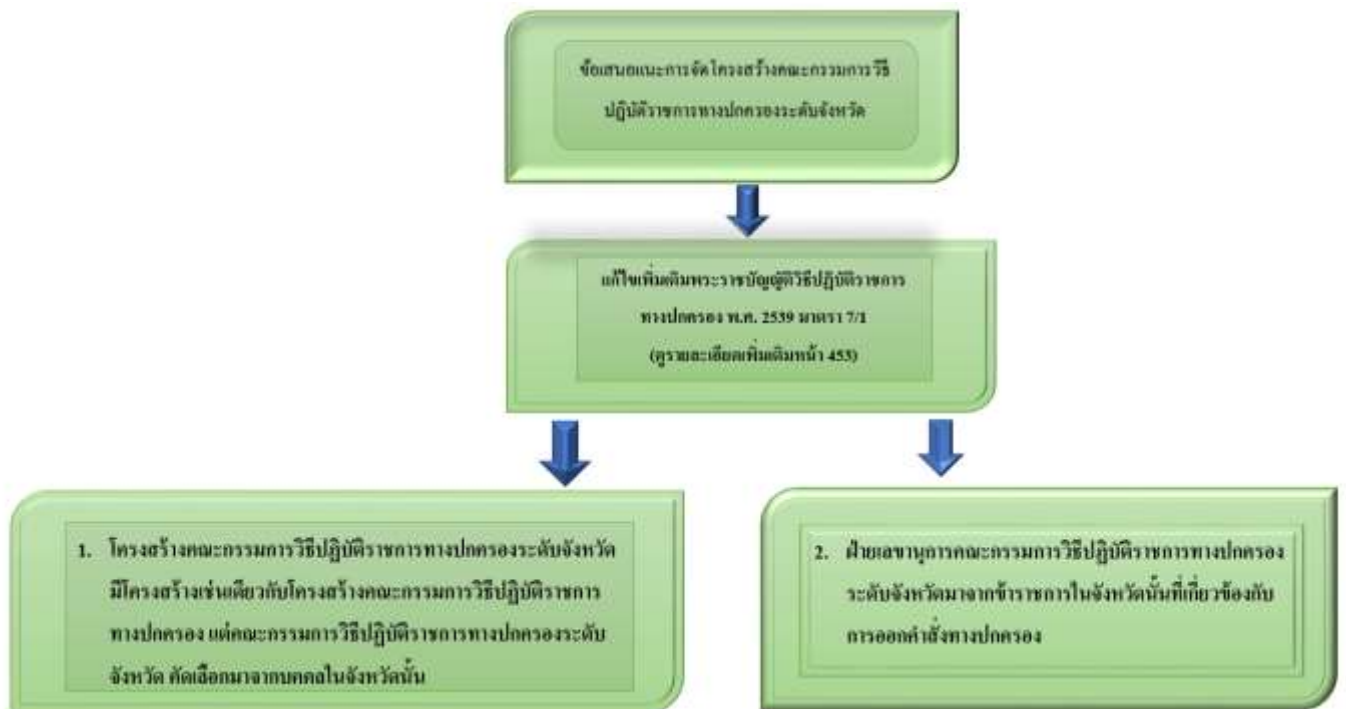 ข้อเสนอแนะการจัดโครงสร้างคณะกรรมการวิธี
ปฏิบัติราชการทางปกครองระดับจังหวัด
แก้ไขเพิ่มเติมพระราชบัญญัติวิธีปฏิบัติราชการ
ทางปกครอง พ.ศ. 2539 มาตรา 7/1
(ดูรายละเอียดเพิ่มเติมหน้า 453)
1. โครงสร้างคณะกรรมการวิธีปฏิบัติราชการทางปกครองระดับจังหวัด
มีโครงสร้างเช่นเดียวกับโครงสร้างคณะกรรมการวิธีปฏิบัติราชการ
ทางปกครอง แต่คณะกรรมการวิธีปฏิบัติราชการทางปกครองระดับ
จังหวัด คัดเลือกมาจากบุคคลในจังหวัดนั้น
2. ฝ่ายเลขานุการคณะกรรมการวิธีปฏิบัติราชการทางปกครอง
ระดับจังหวัดมาจากข้าราชการในจังหวัดนั้นที่เกี่ยวข้องกับ
การออกคำสั่งทางปกครอง